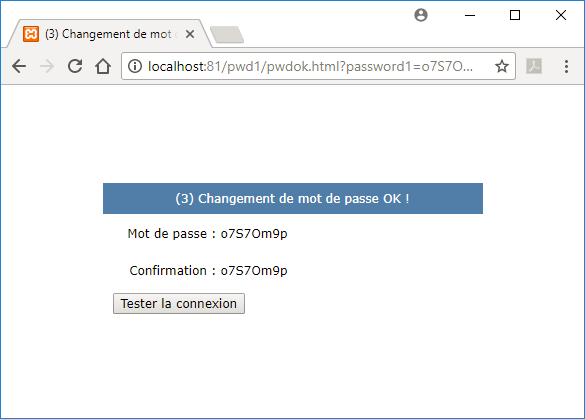 (3) Changement de mot
localhost:81/pwd1/pwdok.html?password1=o7S7O...
(3) Changement de mot de passe OK !
Mot de passe : o7S7Om9p
Confirmation : o7S7Om9p
Tester la connexion